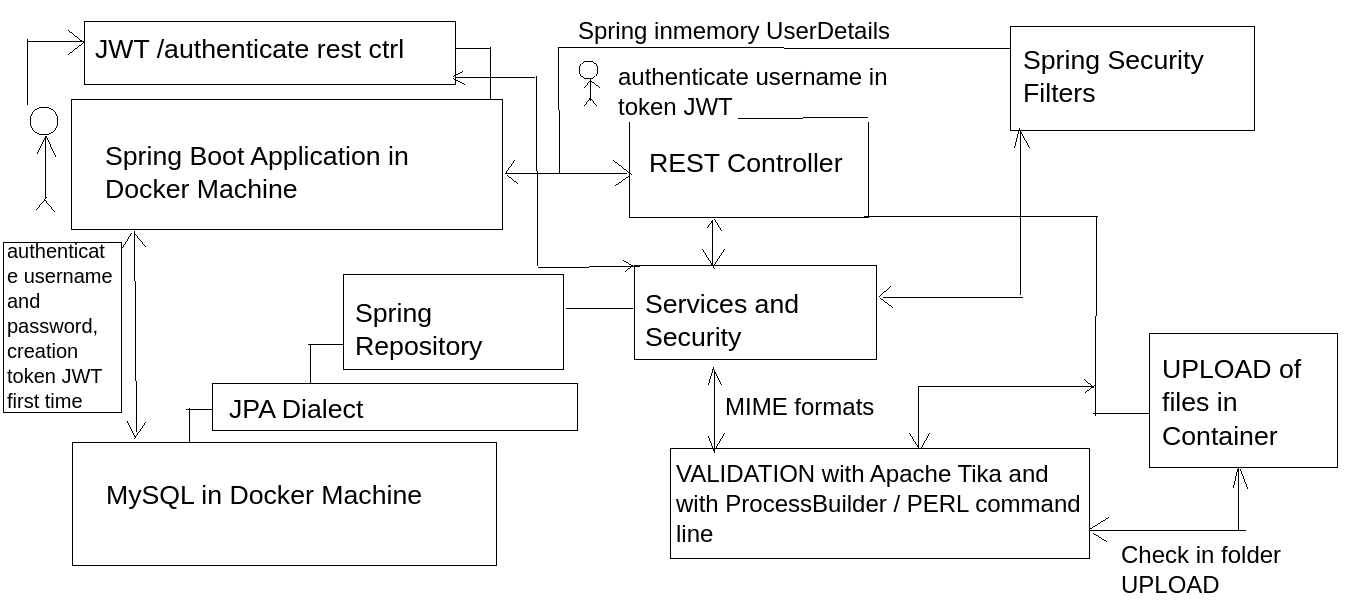 Spring inmemory UserDetails
JWT /authenticate rest ctrl
Spring Security
Filters
authenticate username in
token JWT
Spring Boot Application in
Docker Machine
REST Controller
authenticat
e username
and
password,
creation
token JWT
first time
Spring
Repository
Services and
Security
UPLOAD of
files in
Container
JPA Dialect
MIME formats
MySQL in Docker Machine
VALIDATION with Apache Tika and
with ProcessBuilder / PERL command
line
Check in folder
UPLOAD